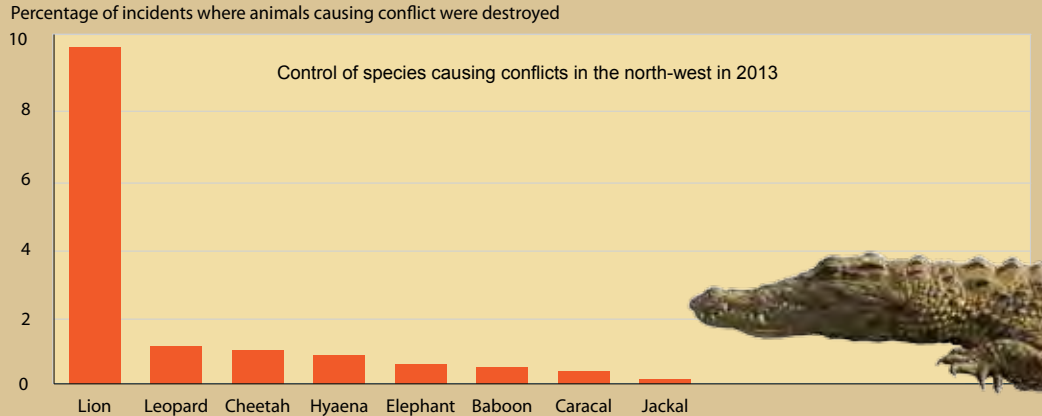 Percentage of incidents where animals causing conflict were destroyed
10
Control of species causing conflicts in the north-west in 2013
8
6
4
2
0
Lion Leopard Cheetah Hyaena Elephant Baboon Caracal Jackal